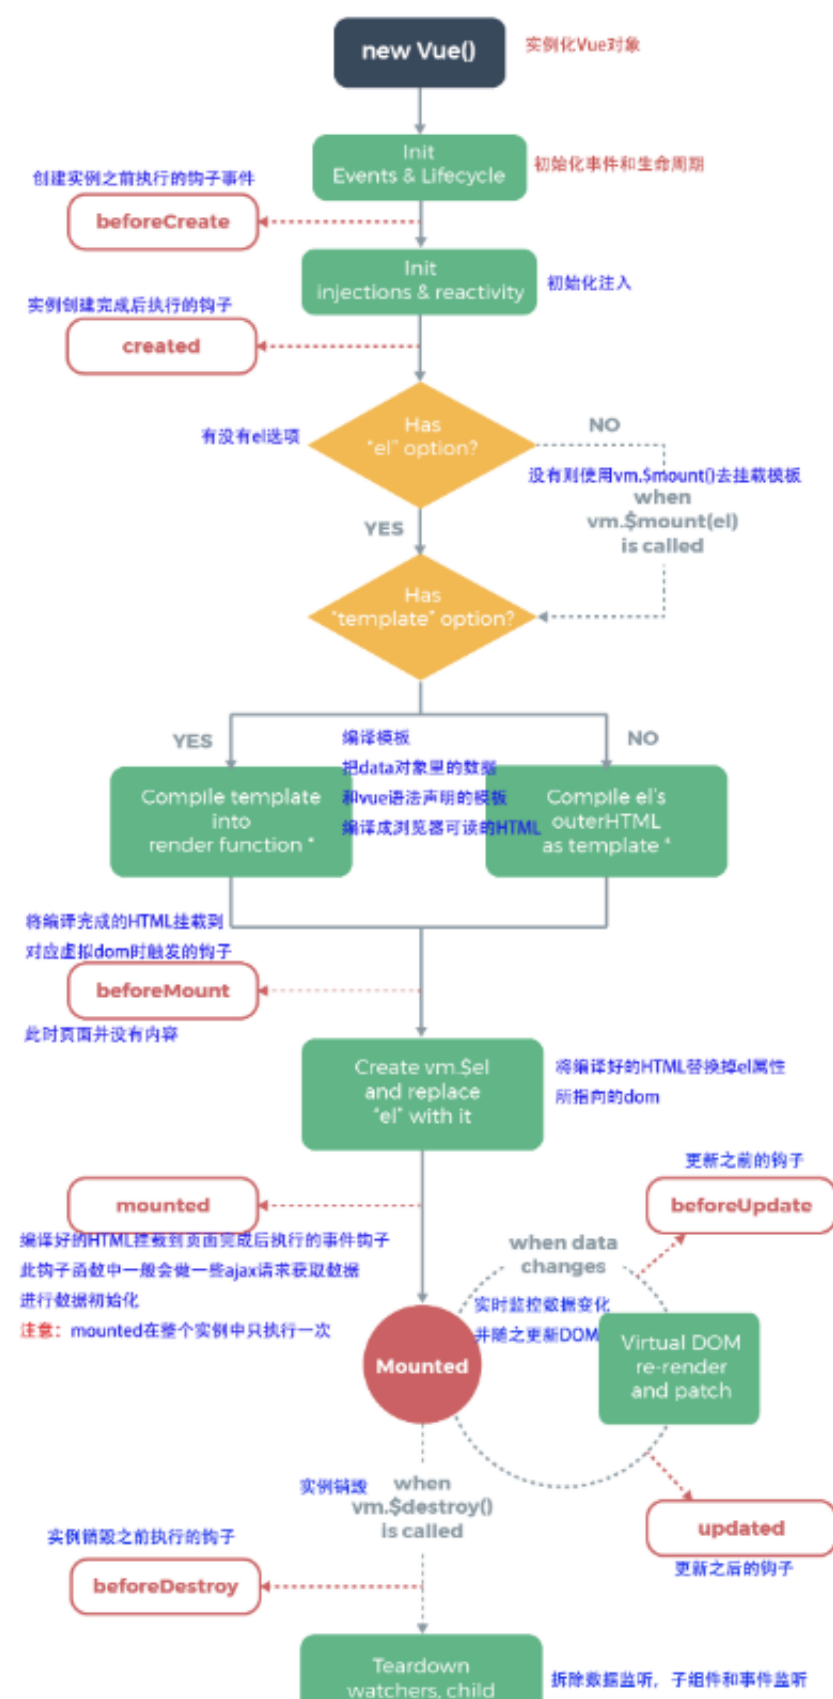 new Vue()
实例化Vue对象
Init
Events & Lifecycle
初始化事件和生命周期
创建实例之前执行的钩子事件
beforeCreate
Init
injections & reactivity
初始化注入
实例创建完成后执行的钩子
created
Has
"el" option?
有没有el选项
NO
没有则使用vm.$mount()去挂载模板
when
vm.$mount(el)
is called
YES
Has
"template" option?
YES
NO
编译模板
把data对象里的数据
和vue语法声明的模板
编译成浏览器可读的HTML
Compile template
into
render function *
Compile el's
outerHTML
as template *
将编译完成的HTML挂载到
对应虚拟dom时触发的钩子
beforeMount
此时页面并没有内容
Create vm.$el
and replace
"el" with it
将编译好的HTML替换掉el属性
所指向的dom
mounted
编译好的HTML挂载到页面完成后执行的事件钩子
此钩子函数中一般会做一些ajax请求获取数据
进行数据初始化
注意：mounted在整个实例中只执行一次
更新之前的钩子
beforeUpdate
when data
changes
实时监控数据变化
并随之更新DOM
Mounted
Virtual DOM
re-render
and patch
updated
更新之后的钩子
实例销毁
when
vm.$destroy()
is called
实例销毁之前执行的钩子
beforeDestroy
Teardown
watchers, child
拆除数据监听，子组件和事件监听